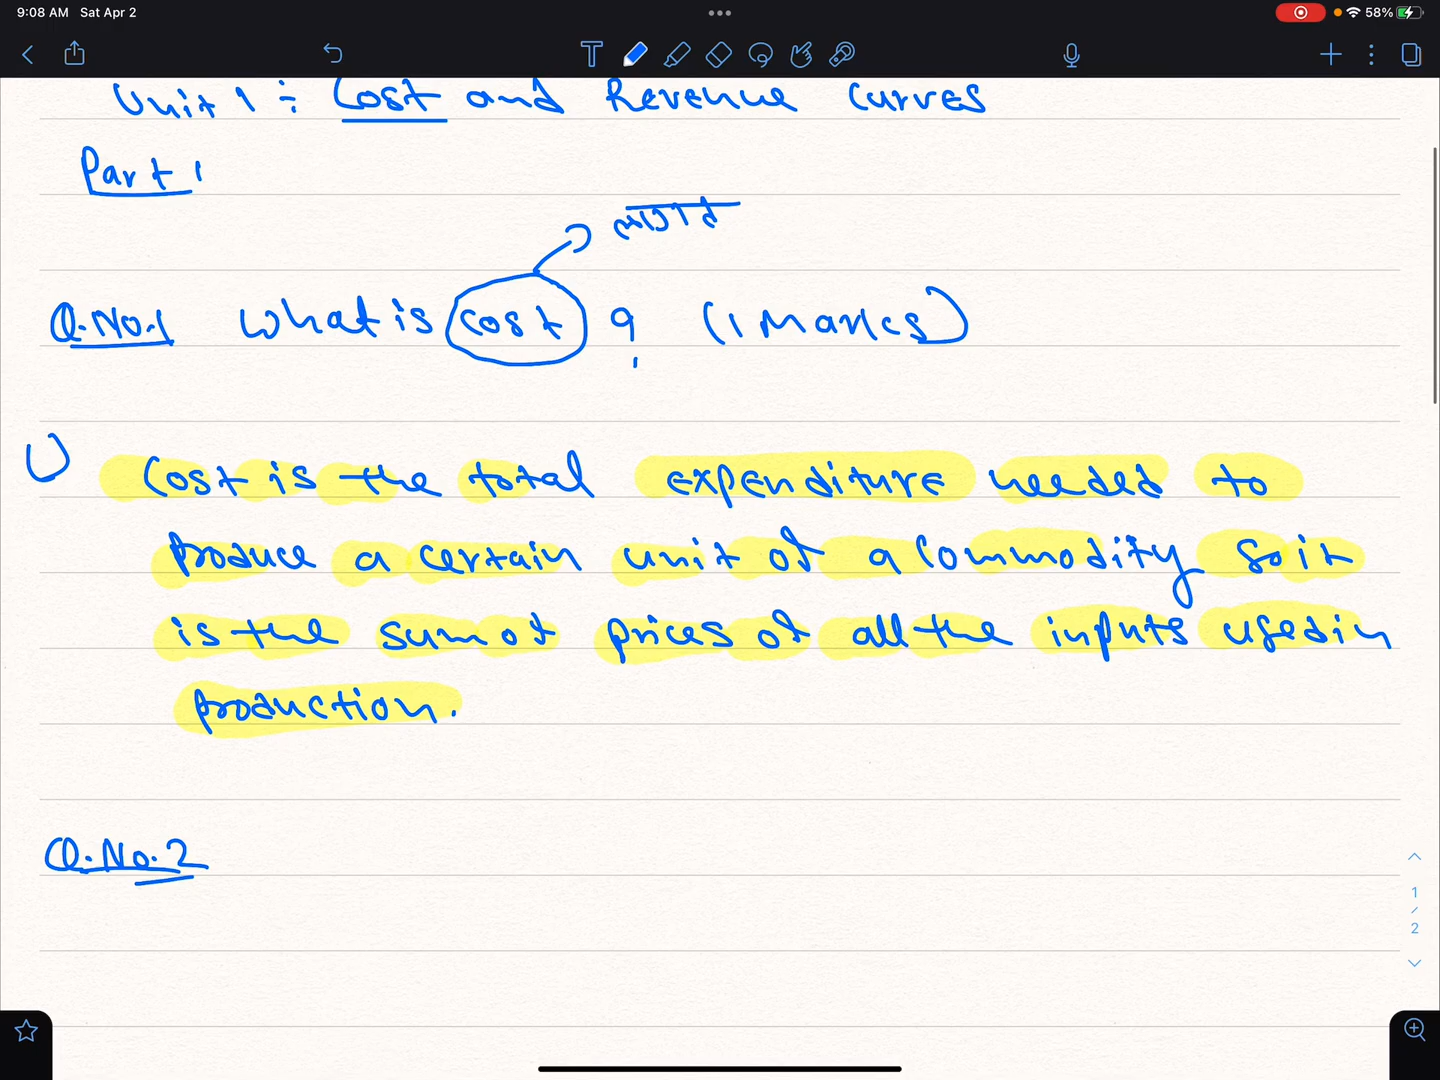 9:08 AM Sat Apr 2
58%
Unit 1 ÷ Cost and Revenue Curves
Part 1
लागत
Q.No.1 What is cost ? (1 Marks)
Cost is the total expenditure needed to
produce a certain unit of a commodity so it
is the sum of prices of all the inputs used in
production.
Q.No.2
1
/
2